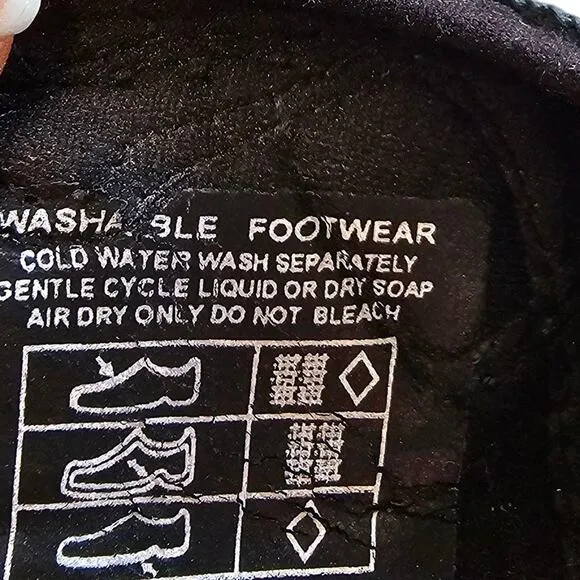 WASHA BLE FOOTWEAR
COLD WATER WASH SEPARATELY
GENTLE CYCLE LIQUID OR DRY SOAP
AIR DRY ONLY DO NOT BLEACH